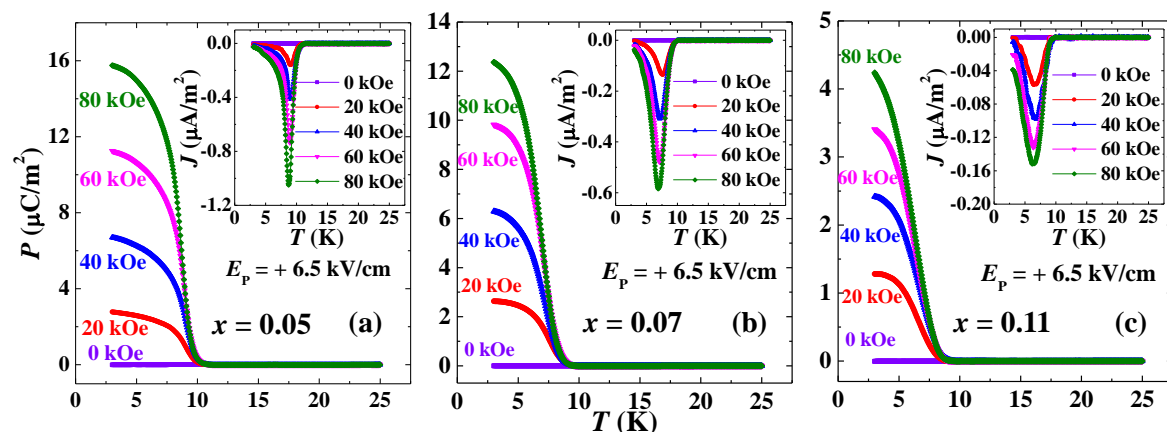 P (μC/m²)
16
12
8
4
0
80 kOe
60 kOe
40 kOe
20 kOe
0 kOe
x = 0.05
(a)
E_P = + 6.5 kV/cm
0 5 10 15 20 25
J (μA/m²)
0.0
-0.4
-0.8
-1.2
0 5 10 15 20 25
T (K)
0 kOe
20 kOe
40 kOe
60 kOe
80 kOe
14
12
10
8
6
4
2
0
80 kOe
60 kOe
40 kOe
20 kOe
0 kOe
x = 0.07
(b)
E_P = + 6.5 kV/cm
0 5 10 15 20 25
T (K)
J (μA/m²)
0.0
-0.2
-0.4
-0.6
0 5 10 15 20 25
T (K)
0 kOe
20 kOe
40 kOe
60 kOe
80 kOe
5
4
3
2
1
0
80 kOe
60 kOe
40 kOe
20 kOe
0 kOe
x = 0.11
(c)
E_P = + 6.5 kV/cm
0 5 10 15 20 25
J (μA/m²)
0.00
-0.04
-0.08
-0.12
-0.16
-0.20
0 5 10 15 20 25
T (K)
0 kOe
20 kOe
40 kOe
60 kOe
80 kOe